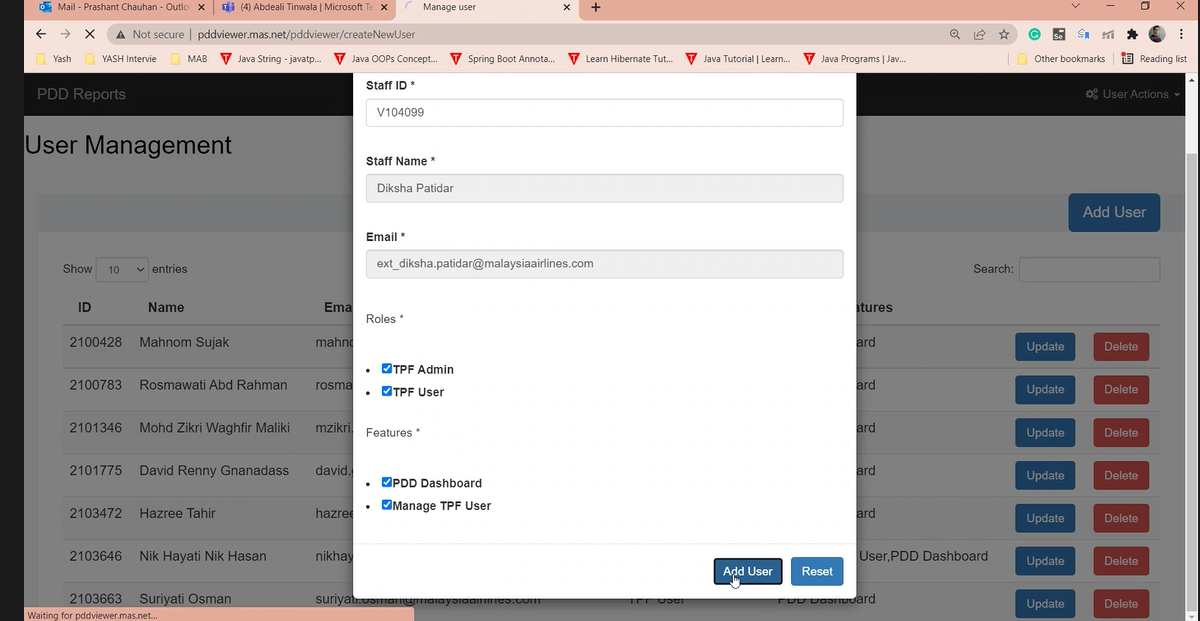 Mail - Prashant Chauhan - Outlo
(4) Abdeali Tinwala | Microsoft Te
Manage user
Not secure | pddviewer.mas.net/pddviewer/createNewUser
Yash
YASH Intervie
MAB
Java String - javatp...
Java OOPs Concept...
Spring Boot Annota...
Learn Hibernate Tut...
Java Tutorial | Learn...
Java Programs | Jav...
Other bookmarks
Reading list
PDD Reports
User Actions
User Management
Add User
Show 10 entries
Search:
ID Name Ema atures
2100428 Mahnom Sujak mahno ard Update Delete
2100783 Rosmawati Abd Rahman rosma ard Update Delete
2101346 Mohd Zikri Waghfir Maliki mzikri. ard Update Delete
2101775 David Renny Gnanadass david.g ard Update Delete
2103472 Hazree Tahir hazree ard Update Delete
2103646 Nik Hayati Nik Hasan nikhay User,PDD Dashboard Update Delete
2103663 Suriyati Osman suriyati.osman@malaysiaairlines.com TPF User PDD Dashboard Update Delete
Staff ID *
V104099
Staff Name *
Diksha Patidar
Email *
ext_diksha.patidar@malaysiaairlines.com
Roles *
TPF Admin
TPF User
Features *
PDD Dashboard
Manage TPF User
Add User
Reset
Waiting for pddviewer.mas.net...